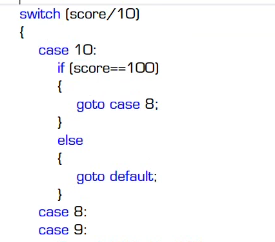 switch (score/10)
{
case 10:
if (score==100)
{
goto case 8;
}
else
{
goto default;
}
case 8:
case 9: